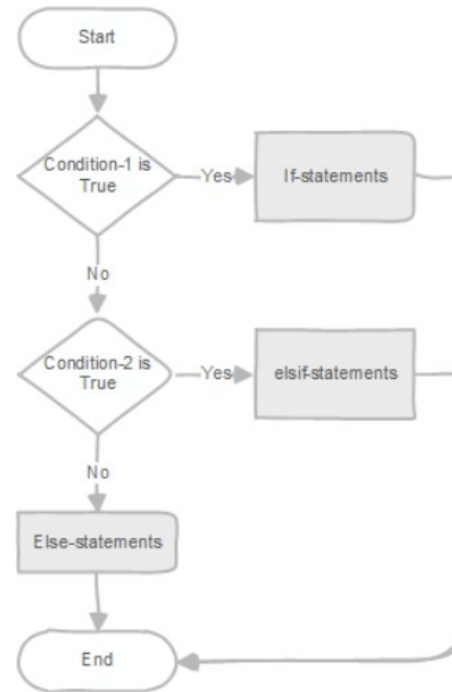 Start
Condition-1 is
True
Yes
If-statements
No
Condition-2 is
True
Yes
elsif-statements
No
Else-statements
End